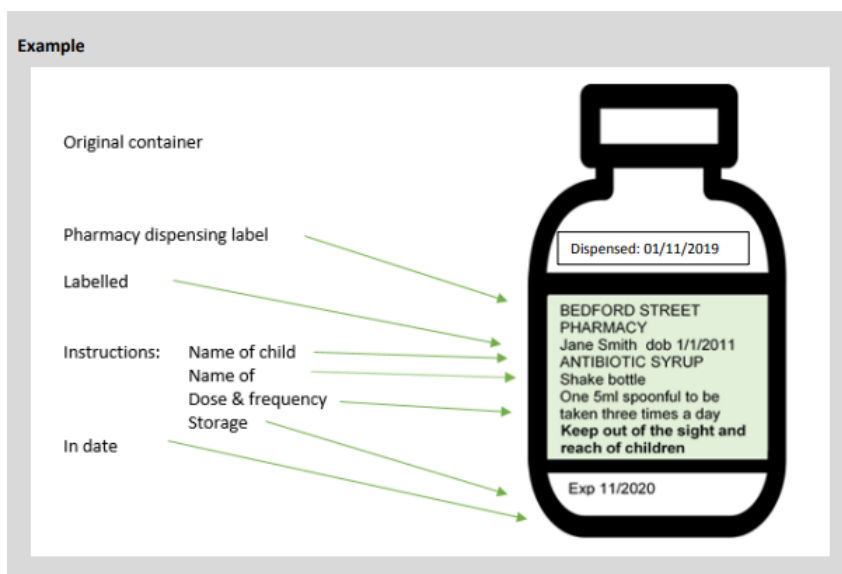 Example
Original container
Dispensed: 01/11/2019
Pharmacy dispensing label
Labelled
Instructions: Name of child
Name of
Dose & frequency
Storage
In date
BEDFORD STREET
PHARMACY
Jane Smith dob 1/1/2011
ANTIBIOTIC SYRUP
Shake bottle
One 5ml spoonful to be
taken three times a day
Keep out of the sight and
reach of children
Exp 11/2020